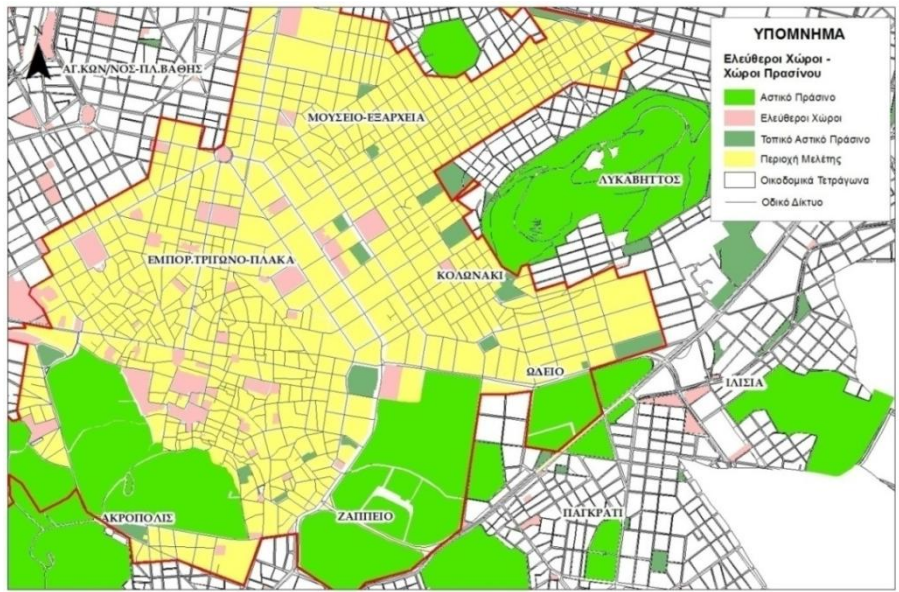 N
ΑΓ.ΚΩΝ/ΝΟΣ-ΠΛ.ΒΑΘΗΣ
ΜΟΥΣΕΙΟ-ΕΞΑΡΧΕΙΑ
ΛΥΚΑΒΗΤΤΟΣ
ΕΜΠΟΡ.ΤΡΙΓΩΝΟ-ΠΛΑΚΑ
ΚΟΛΩΝΑΚΙ
ΩΔΕΙΟ
ΙΛΙΣΙΑ
ΑΚΡΟΠΟΛΙΣ
ΖΑΠΠΕΙΟ
ΠΑΓΚΡΑΤΙ
ΥΠΟΜΝΗΜΑ
Ελεύθεροι Χώροι -
Χώροι Πρασίνου
Αστικό Πράσινο
Ελεύθεροι Χώροι
Τοπικό Αστικό Πράσινο
Περιοχή Μελέτης
Οικοδομικά Τετράγωνα
Οδικό Δίκτυο